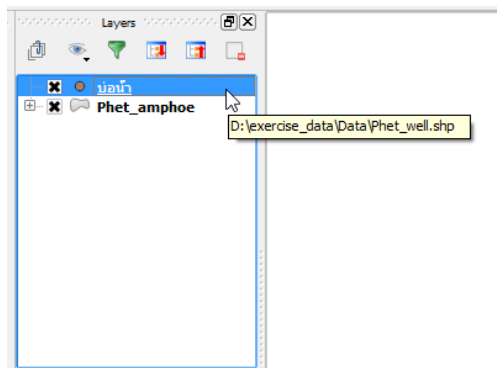 Layers
บ่อน้ำ
Phet_amphoe
D:\exercise_data\Data\Phet_well.shp